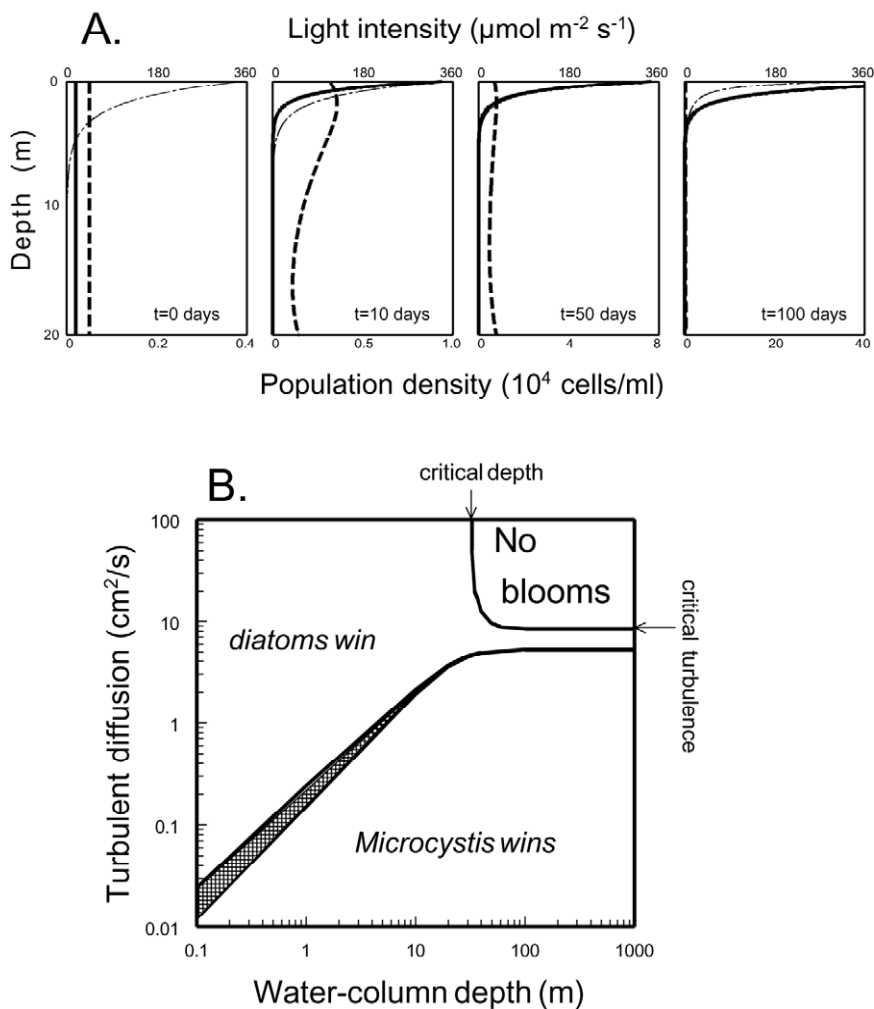 A.
Light intensity (µmol m⁻² s⁻¹)
0 180 360 0 180 360 0 180 360 0 180 360
Depth (m)
0
10
20
t=0 days t=10 days t=50 days t=100 days
0 0.2 0.4 0 0.5 1.0 0 4 8 0 20 40
Population density (10⁴ cells/ml)
B.
critical depth
Turbulent diffusion (cm²/s)
100
10
1
0.1
0.01
No
blooms
diatoms win
critical turbulence
Microcystis wins
0.1 1 10 100 1000
Water-column depth (m)